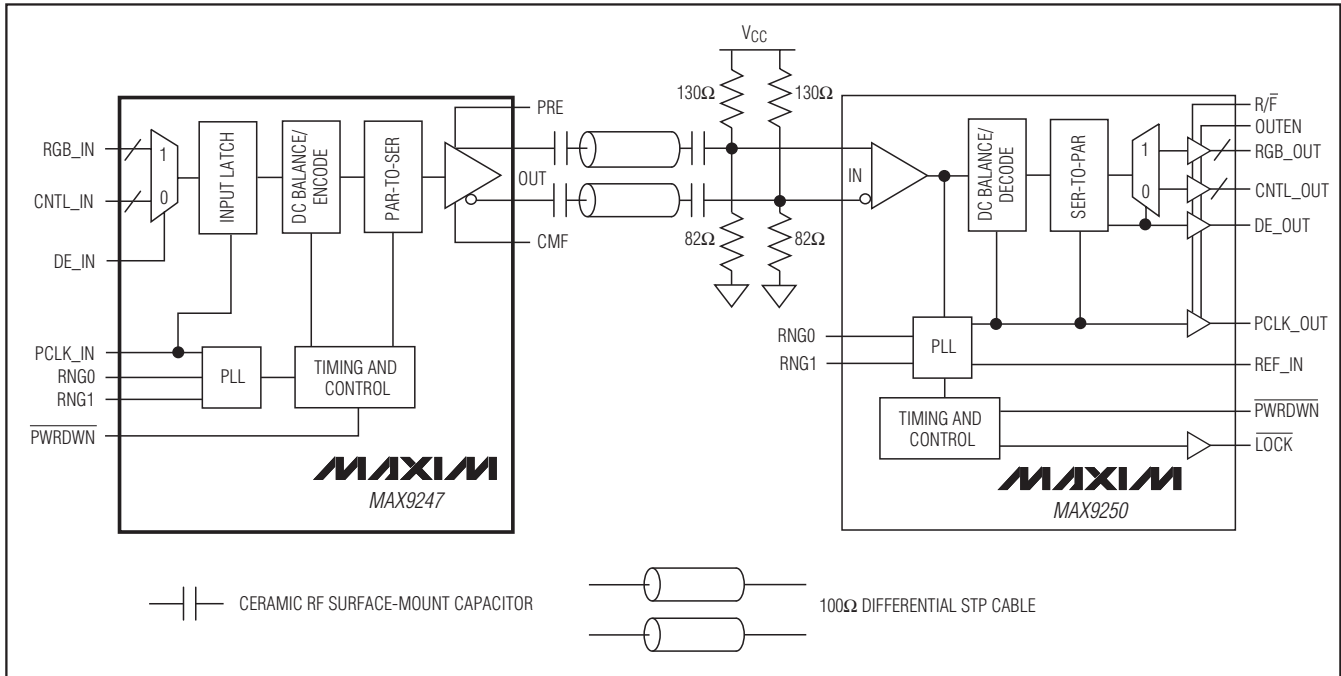 VCC
130Ω
130Ω
82Ω
82Ω
RGB_IN
CNTL_IN
DE_IN
PCLK_IN
RNG0
RNG1
PWRDWN
1
0
INPUT LATCH
DC BALANCE/
ENCODE
PAR-TO-SER
PLL
TIMING AND
CONTROL
PRE
OUT
CMF
MAXIM
MAX9247
IN
DC BALANCE/
DECODE
SER-TO-PAR
1
0
RNG0
RNG1
PLL
TIMING AND
CONTROL
R/F̅
OUTEN
RGB_OUT
CNTL_OUT
DE_OUT
PCLK_OUT
REF_IN
PWRDWN
LOCK
MAXIM
MAX9250
CERAMIC RF SURFACE-MOUNT CAPACITOR
100Ω DIFFERENTIAL STP CABLE